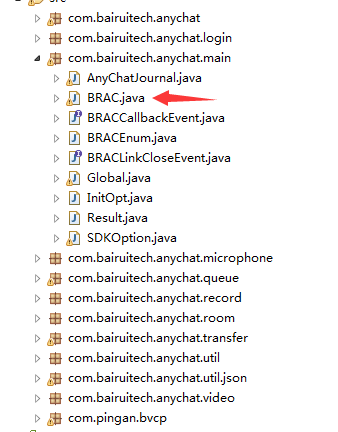 src
com.bairuitech.anychat
com.bairuitech.anychat.login
com.bairuitech.anychat.main
AnyChatJournal.java
BRAC.java
BRACCallbackEvent.java
BRACEnum.java
BRACLinkCloseEvent.java
Global.java
InitOpt.java
Result.java
SDKOption.java
com.bairuitech.anychat.microphone
com.bairuitech.anychat.queue
com.bairuitech.anychat.record
com.bairuitech.anychat.room
com.bairuitech.anychat.transfer
com.bairuitech.anychat.util
com.bairuitech.anychat.util.json
com.bairuitech.anychat.video
com.pingan.bvcp